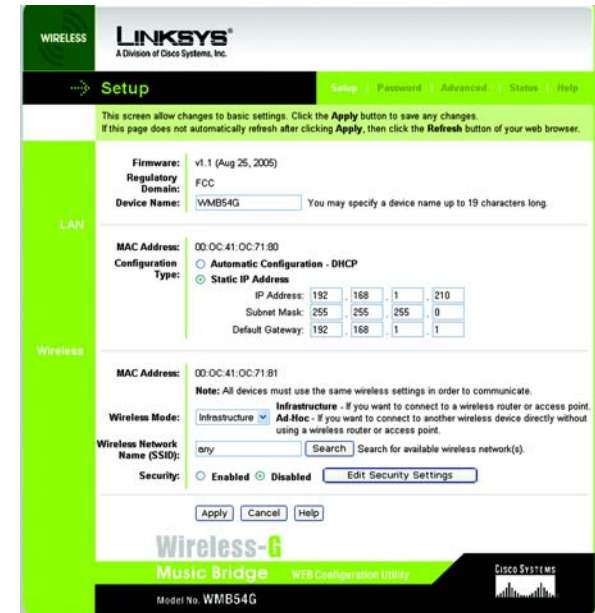 WIRELESS
LINKSYS®
A Division of Cisco Systems, Inc.
Setup
Setup | Password | Advanced | Status | Help
This screen allow changes to basic settings. Click the Apply button to save any changes.
If this page does not automatically refresh after clicking Apply, then click the Refresh button of your web browser.
Firmware: v1.1 (Aug 25, 2005)
Regulatory Domain: FCC
Device Name: WMB54G You may specify a device name up to 19 characters long.
LAN
MAC Address: 00:0C:41:0C:71:80
Configuration Type: Automatic Configuration - DHCP
Static IP Address
IP Address: 192 . 168 . 1 . 210
Subnet Mask: 255 . 255 . 255 . 0
Default Gateway: 192 . 168 . 1 . 1
Wireless
MAC Address: 00:0C:41:0C:71:81
Note: All devices must use the same wireless settings in order to communicate.
Wireless Mode: Infrastructure
Infrastructure - If you want to connect to a wireless router or access point.
Ad-Hoc - If you want to connect to another wireless device directly without
using a wireless router or access point.
Wireless Network Name (SSID): any Search Search for available wireless network(s).
Security: Enabled Disabled Edit Security Settings
Apply Cancel Help
Wireless-G
Music Bridge WEB Configuration Utility
CISCO SYSTEMS
Model No. WMB54G